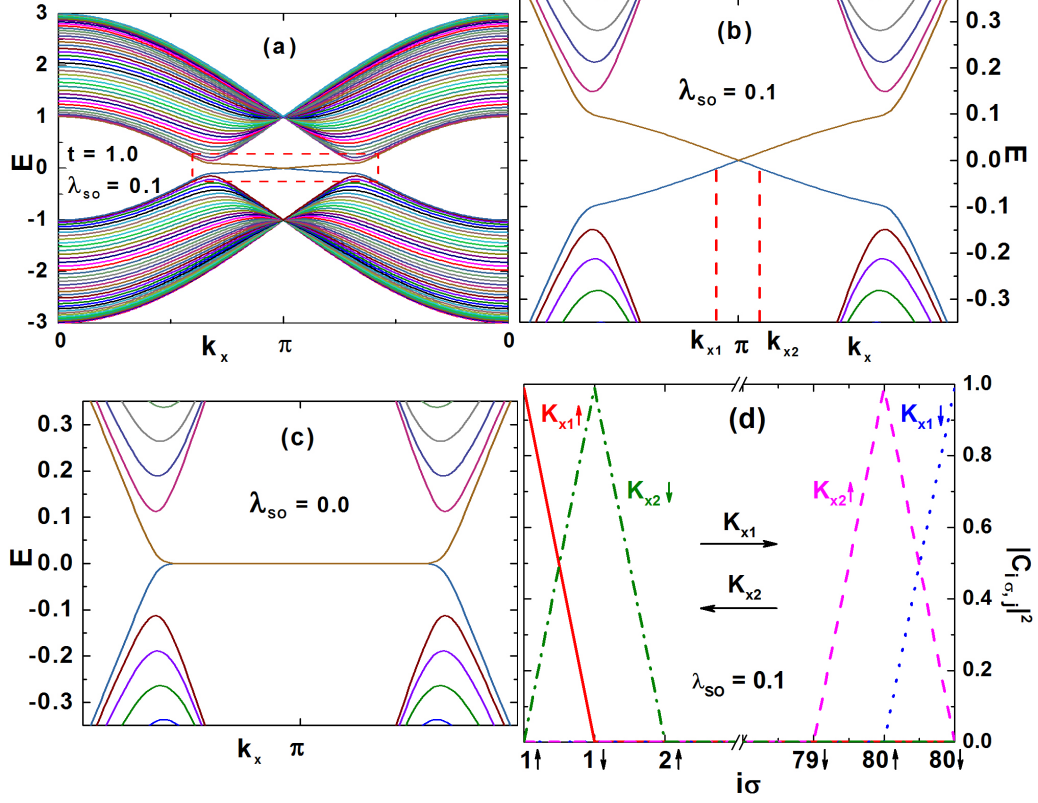 (a)
3
2
1
0
-1
-2
-3
E
t = 1.0
λSO = 0.1
0
kx
π
0
(b)
0.3
0.2
0.1
0.0
-0.1
-0.2
-0.3
E
λSO = 0.1
kx1
π
kx2
kx
(c)
0.3
0.2
0.1
0.0
-0.1
-0.2
-0.3
E
λSO = 0.0
kx
π
(d)
1.0
0.8
0.6
0.4
0.2
0.0
|Ciσ,j|²
Kx1↑
Kx2↓
Kx2↑
Kx1↓
Kx1
Kx2
λSO = 0.1
1↑
1↓
2↑
79↓
80↑
80↓
iσ